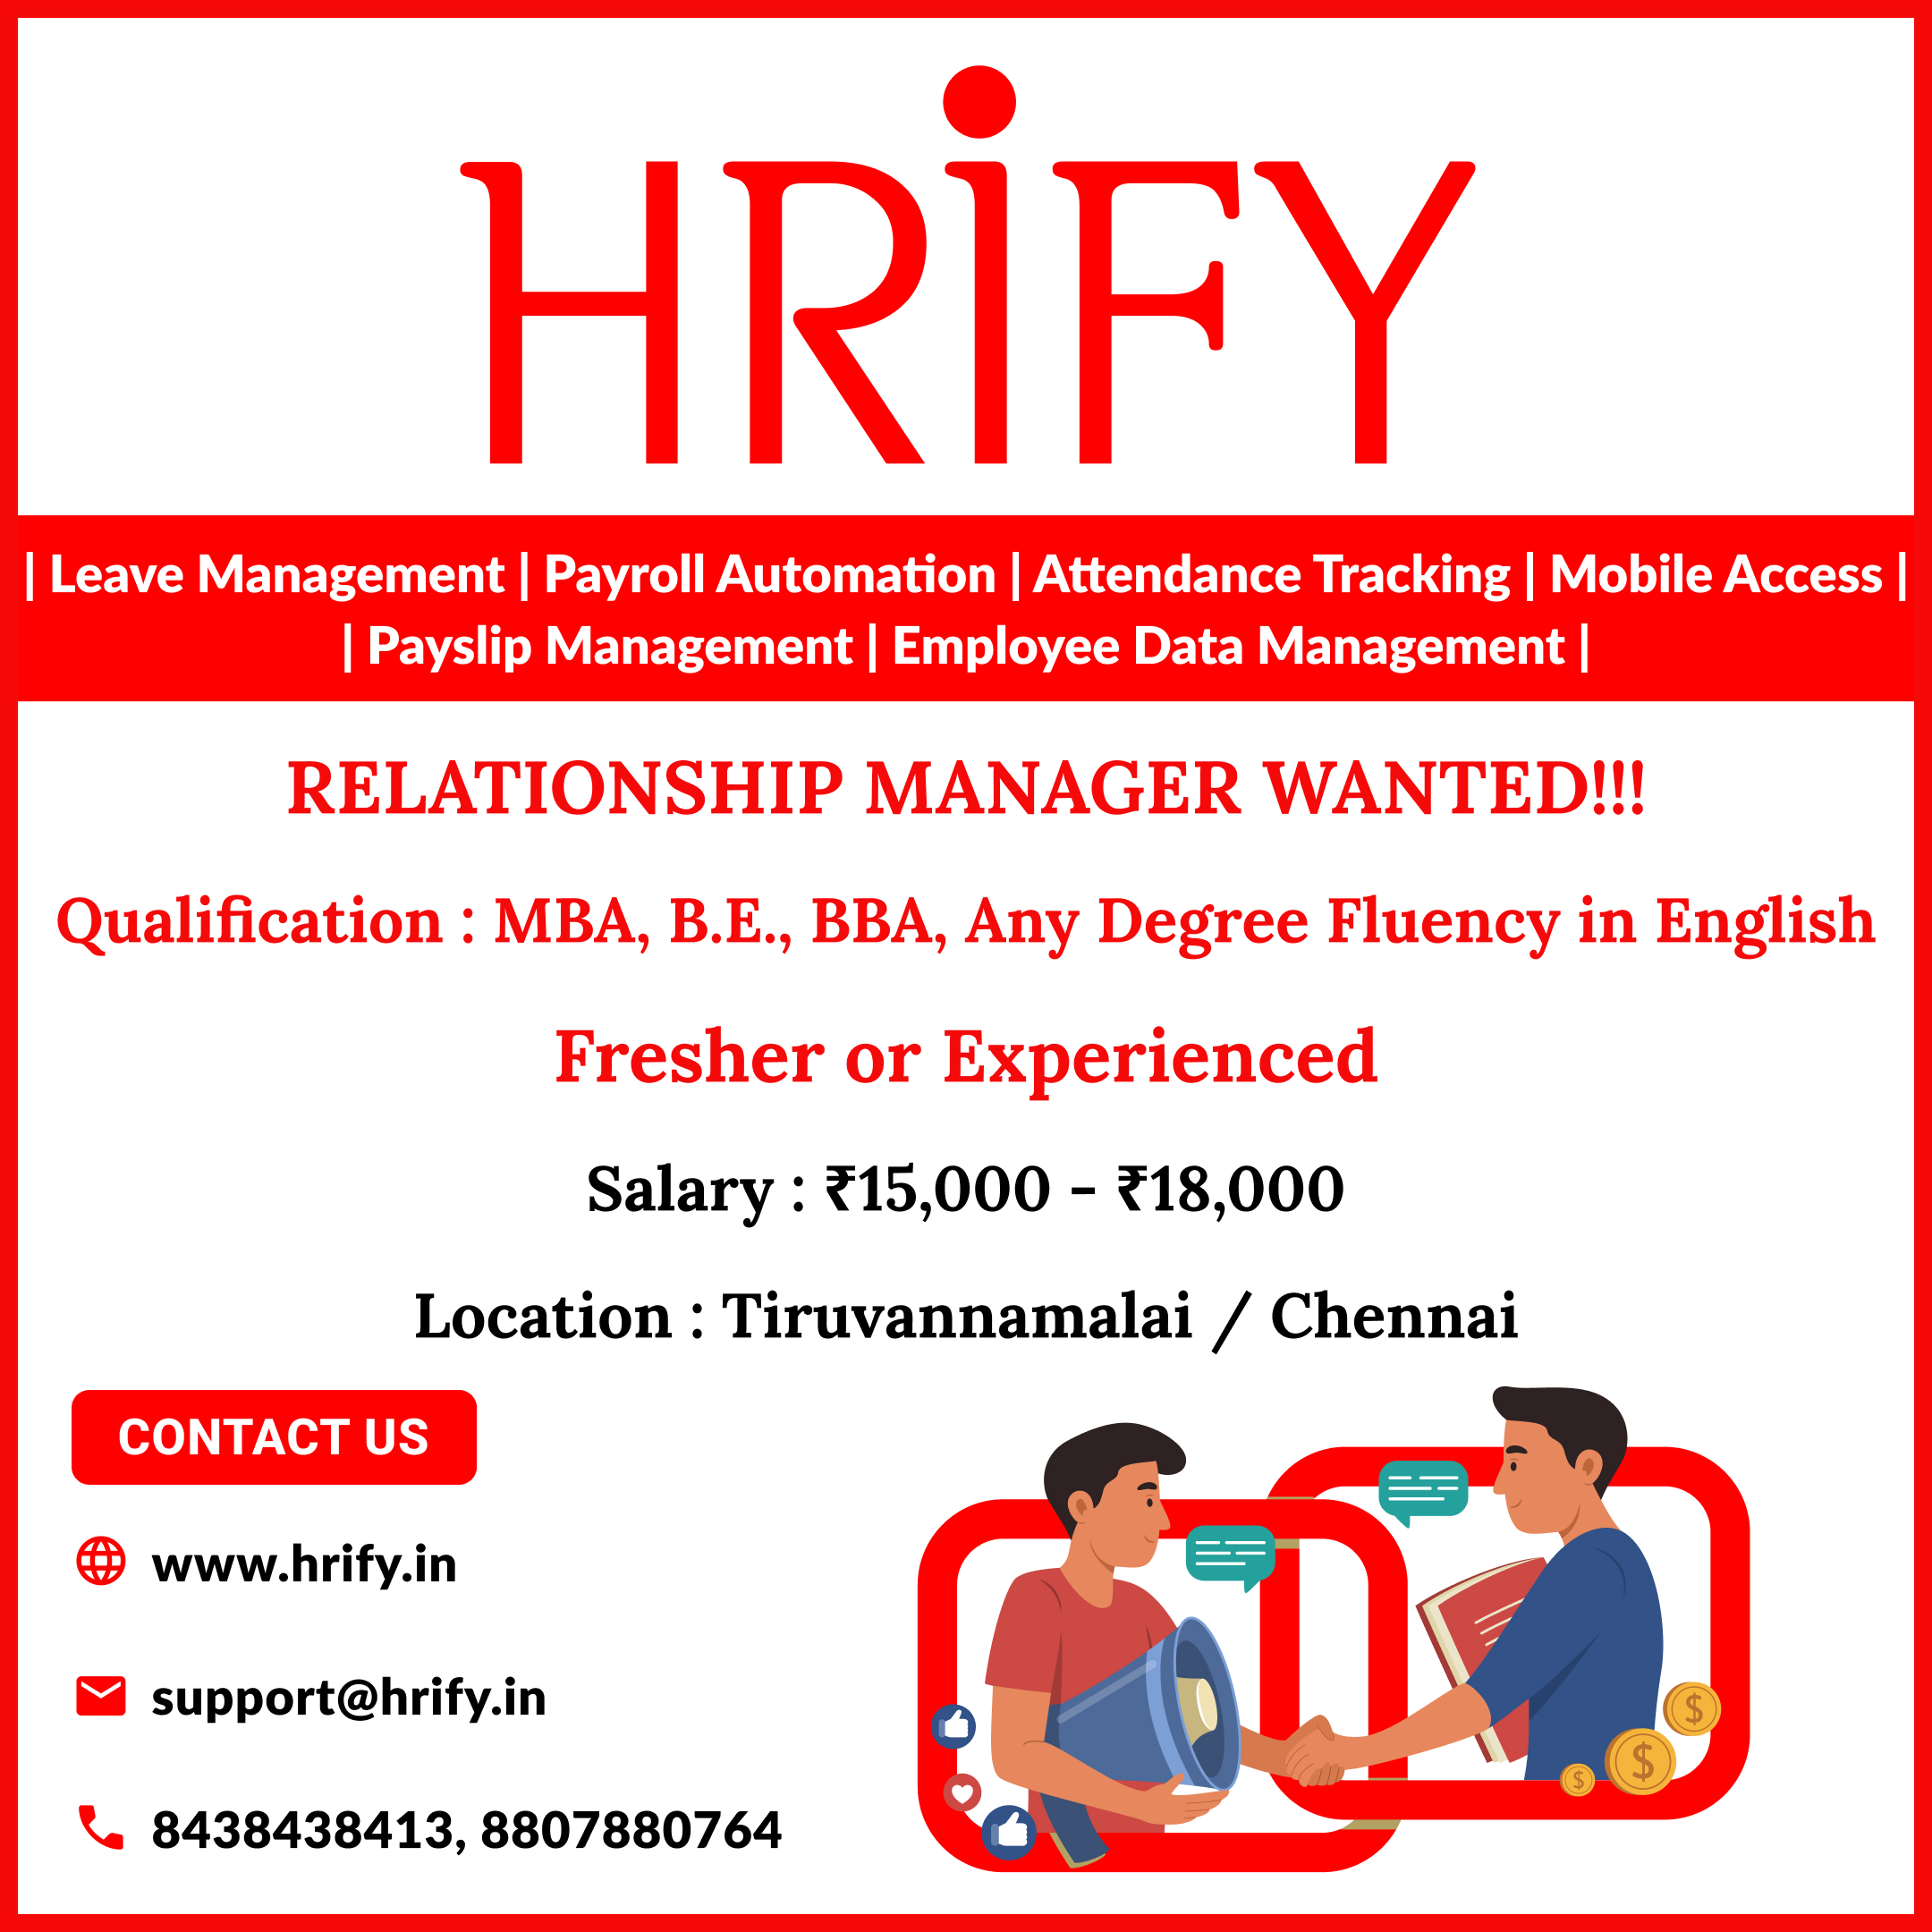 HRiFY
| Leave Management | Payroll Automation | Attendance Tracking | Mobile Access |
| Payslip Management | Employee Data Management |
RELATIONSHIP MANAGER WANTED!!!
Qualification : MBA, B.E., BBA, Any Degree Fluency in English
Fresher or Experienced
Salary : ₹15,000 - ₹18,000
Location : Tiruvannamalai / Chennai
CONTACT US
www.hrify.in
support@hrify.in
8438438413, 8807880764
$
$
$